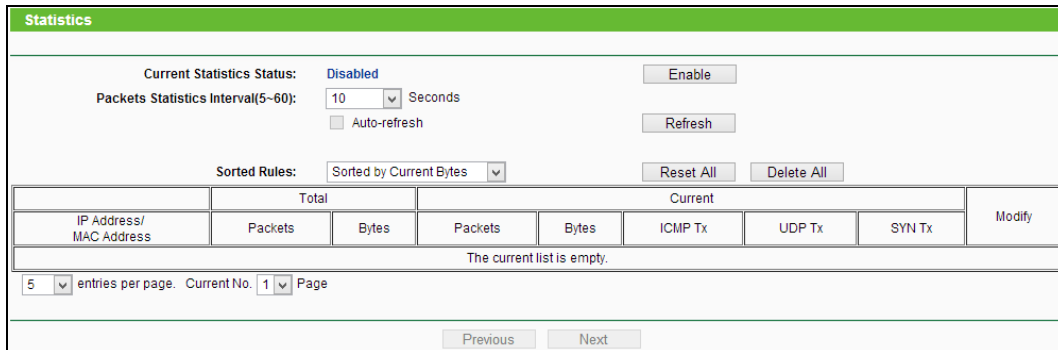 Statistics
Current Statistics Status: Disabled Enable
Packets Statistics Interval(5~60): 10 Seconds
Auto-refresh Refresh
Sorted Rules: Sorted by Current Bytes Reset All Delete All
Total Current
IP Address/
MAC Address Packets Bytes Packets Bytes ICMP Tx UDP Tx SYN Tx Modify
The current list is empty.
5 entries per page. Current No. 1 Page
Previous Next